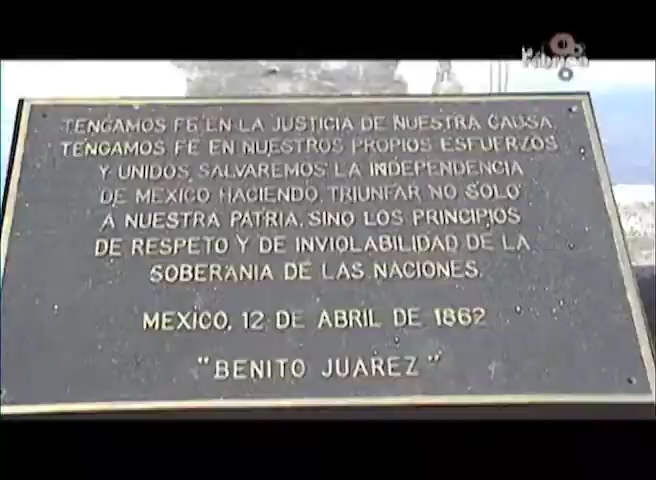 La Fábrica
TENGAMOS FE EN LA JUSTICIA DE NUESTRA CAUSA
TENGAMOS FE EN NUESTROS PROPIOS ESFUERZOS
Y UNIDOS, SALVAREMOS LA INDEPENDENCIA
DE MEXICO HACIENDO, TRIUNFAR NO SOLO
A NUESTRA PATRIA, SINO LOS PRINCIPIOS
DE RESPETO Y DE INVIOLABILIDAD DE LA
SOBERANIA DE LAS NACIONES.
MEXICO, 12 DE ABRIL DE 1862
"BENITO JUAREZ"